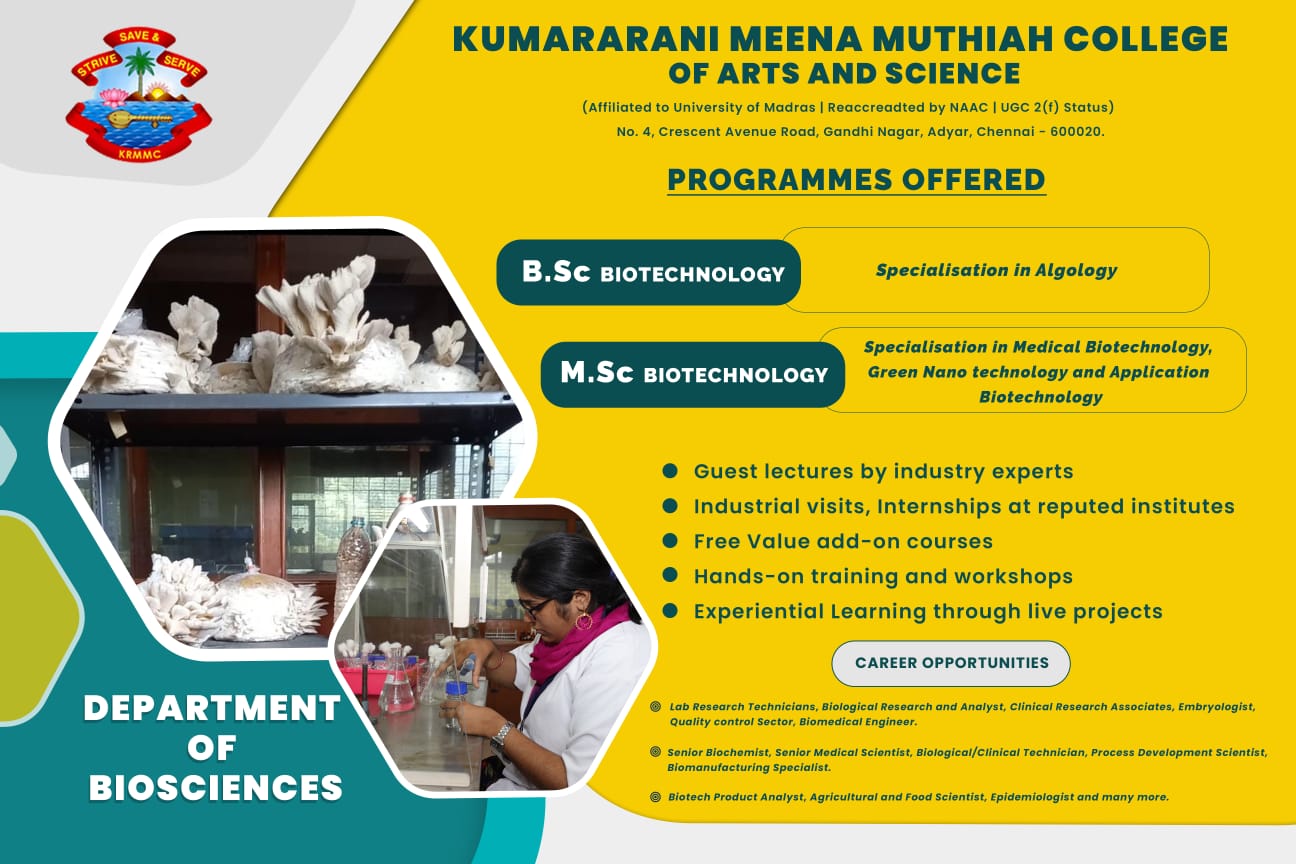 SAVE &
STRIVE
SERVE
KRMMC
KUMARARANI MEENA MUTHIAH COLLEGE
OF ARTS AND SCIENCE
(Affiliated to University of Madras | Reaccreadted by NAAC | UGC 2(f) Status)
No. 4, Crescent Avenue Road, Gandhi Nagar, Adyar, Chennai - 600020.
PROGRAMMES OFFERED
B.Sc BIOTECHNOLOGY
Specialisation in Algology
M.Sc BIOTECHNOLOGY
Specialisation in Medical Biotechnology,
Green Nano technology and Application
Biotechnology
Guest lectures by industry experts
Industrial visits, Internships at reputed institutes
Free Value add-on courses
Hands-on training and workshops
Experiential Learning through live projects
CAREER OPPORTUNITIES
Lab Research Technicians, Biological Research and Analyst, Clinical Research Associates, Embryologist,
Quality control Sector, Biomedical Engineer.
Senior Biochemist, Senior Medical Scientist, Biological/Clinical Technician, Process Development Scientist,
Biomanufacturing Specialist.
Biotech Product Analyst, Agricultural and Food Scientist, Epidemiologist and many more.
DEPARTMENT
OF
BIOSCIENCES